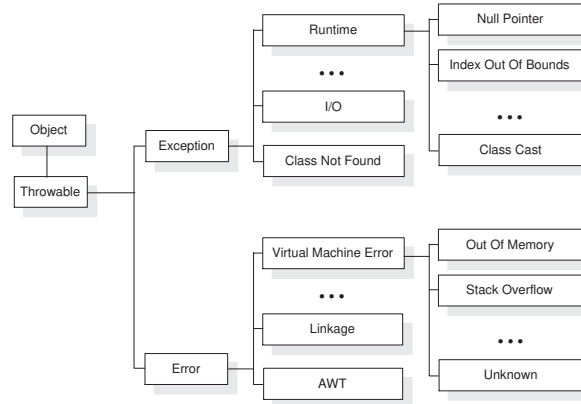 Object
Throwable
Exception
Runtime
•••
I/O
Class Not Found
Null Pointer
Index Out Of Bounds
•••
Class Cast
Error
Virtual Machine Error
•••
Linkage
AWT
Out Of Memory
Stack Overflow
•••
Unknown